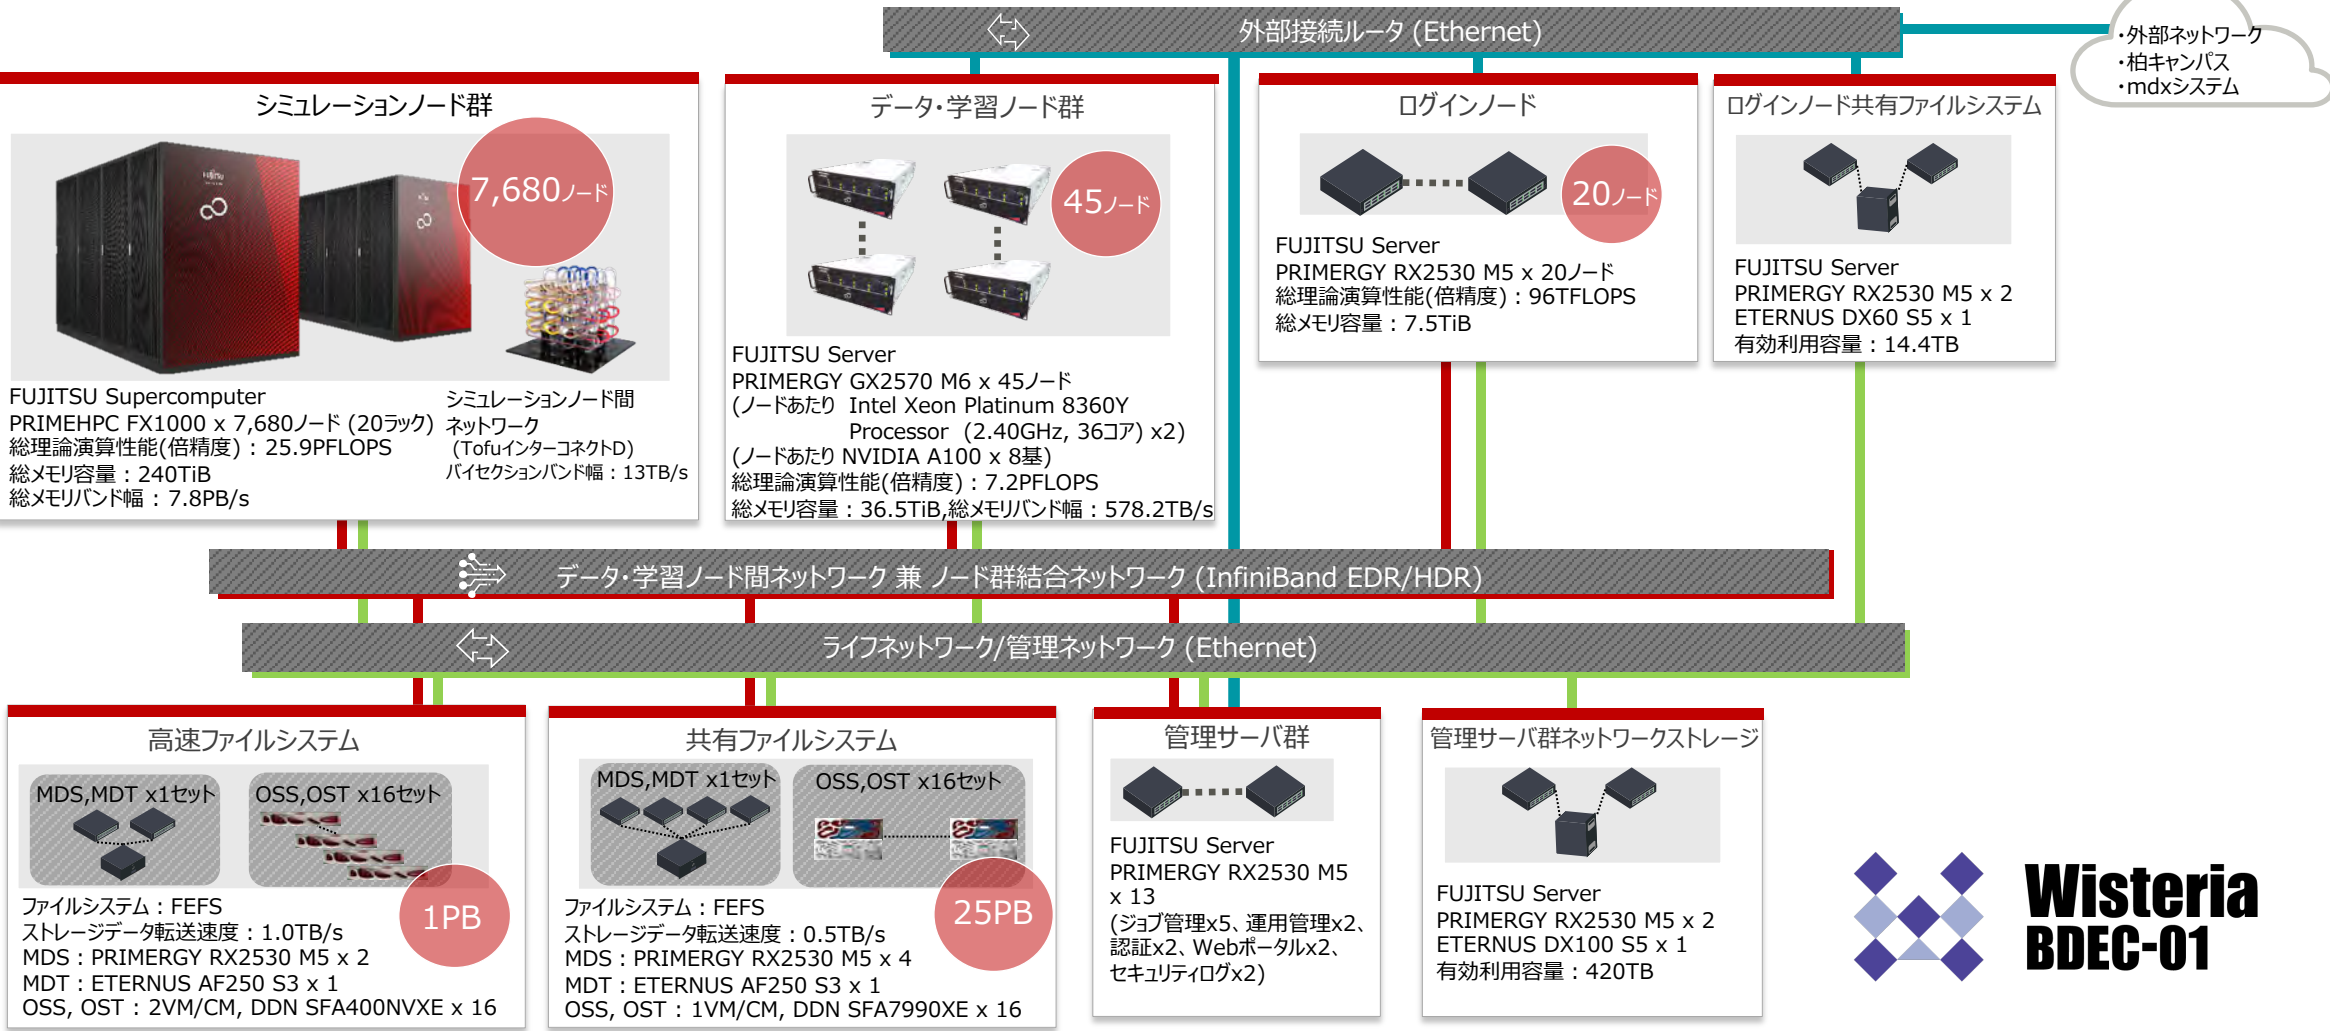 外部接続ルータ (Ethernet)
・外部ネットワーク
・柏キャンパス
・mdxシステム
シミュレーションノード群
7,680ノード
FUJITSU
FUJITSU Supercomputer
PRIMEHPC FX1000 x 7,680ノード (20ラック)
総理論演算性能(倍精度) : 25.9PFLOPS
総メモリ容量 : 240TiB
総メモリバンド幅 : 7.8PB/s
シミュレーションノード間
ネットワーク
(TofuインターコネクトD)
バイセクションバンド幅 : 13TB/s
データ・学習ノード群
45ノード
FUJITSU Server
PRIMERGY GX2570 M6 x 45ノード
(ノードあたり Intel Xeon Platinum 8360Y
Processor (2.40GHz, 36コア) x2)
(ノードあたり NVIDIA A100 x 8基)
総理論演算性能(倍精度) : 7.2PFLOPS
総メモリ容量 : 36.5TiB,総メモリバンド幅 : 578.2TB/s
ログインノード
20ノード
FUJITSU Server
PRIMERGY RX2530 M5 x 20ノード
総理論演算性能(倍精度) : 96TFLOPS
総メモリ容量 : 7.5TiB
ログインノード共有ファイルシステム
FUJITSU Server
PRIMERGY RX2530 M5 x 2
ETERNUS DX60 S5 x 1
有効利用容量 : 14.4TB
データ・学習ノード間ネットワーク 兼 ノード群結合ネットワーク (InfiniBand EDR/HDR)
ライフネットワーク/管理ネットワーク (Ethernet)
高速ファイルシステム
MDS,MDT x1セット
OSS,OST x16セット
1PB
ファイルシステム : FEFS
ストレージデータ転送速度 : 1.0TB/s
MDS : PRIMERGY RX2530 M5 x 2
MDT : ETERNUS AF250 S3 x 1
OSS, OST : 2VM/CM, DDN SFA400NVXE x 16
共有ファイルシステム
MDS,MDT x1セット
OSS,OST x16セット
25PB
ファイルシステム : FEFS
ストレージデータ転送速度 : 0.5TB/s
MDS : PRIMERGY RX2530 M5 x 4
MDT : ETERNUS AF250 S3 x 1
OSS, OST : 1VM/CM, DDN SFA7990XE x 16
管理サーバ群
FUJITSU Server
PRIMERGY RX2530 M5
x 13
(ジョブ管理x5、運用管理x2、
認証x2、Webポータルx2、
セキュリティログx2)
管理サーバ群ネットワークストレージ
FUJITSU Server
PRIMERGY RX2530 M5 x 2
ETERNUS DX100 S5 x 1
有効利用容量 : 420TB
Wisteria
BDEC-01